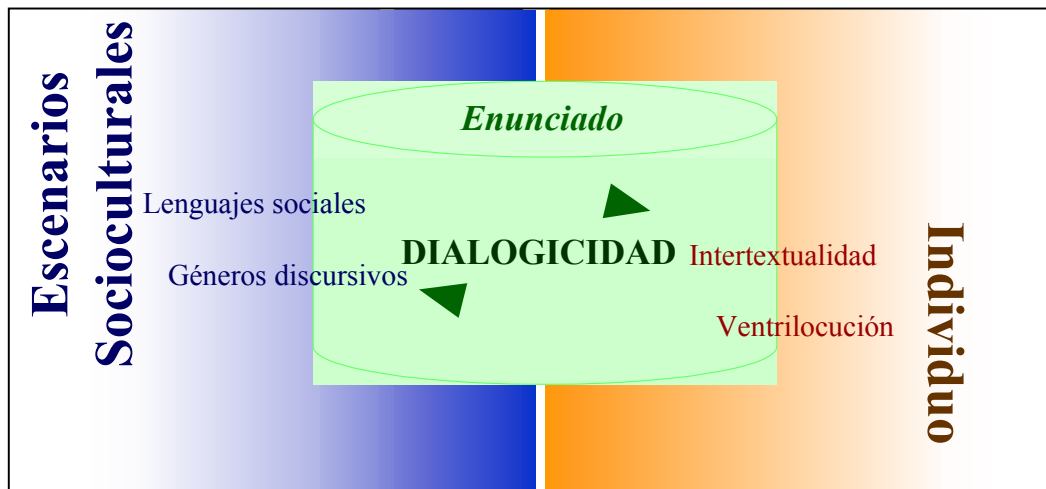 Escenarios
Socioculturales
Enunciado
Lenguajes sociales
DIALOGICIDAD
Intertextualidad
Géneros discursivos
Ventrilocución
Individuo